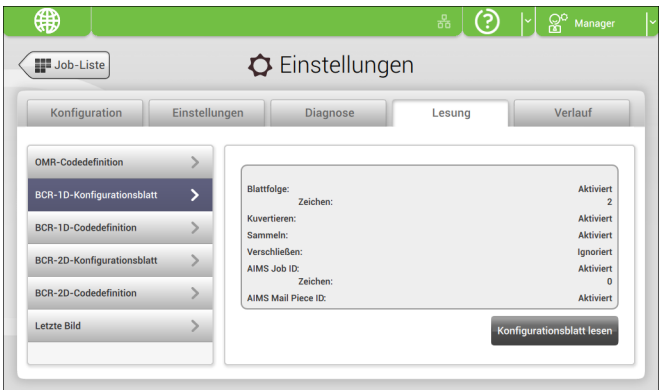 Manager
Job-Liste
Einstellungen
Konfiguration
Einstellungen
Diagnose
Lesung
Verlauf
OMR-Codedefinition
BCR-1D-Konfigurationsblatt
BCR-1D-Codedefinition
BCR-2D-Konfigurationsblatt
BCR-2D-Codedefinition
Letzte Bild
Blattfolge: Aktiviert
Zeichen: 2
Kuvertieren: Aktiviert
Sammeln: Aktiviert
Verschließen: Ignoriert
AIMS Job ID: Aktiviert
Zeichen: 0
AIMS Mail Piece ID: Aktiviert
Konfigurationsblatt lesen